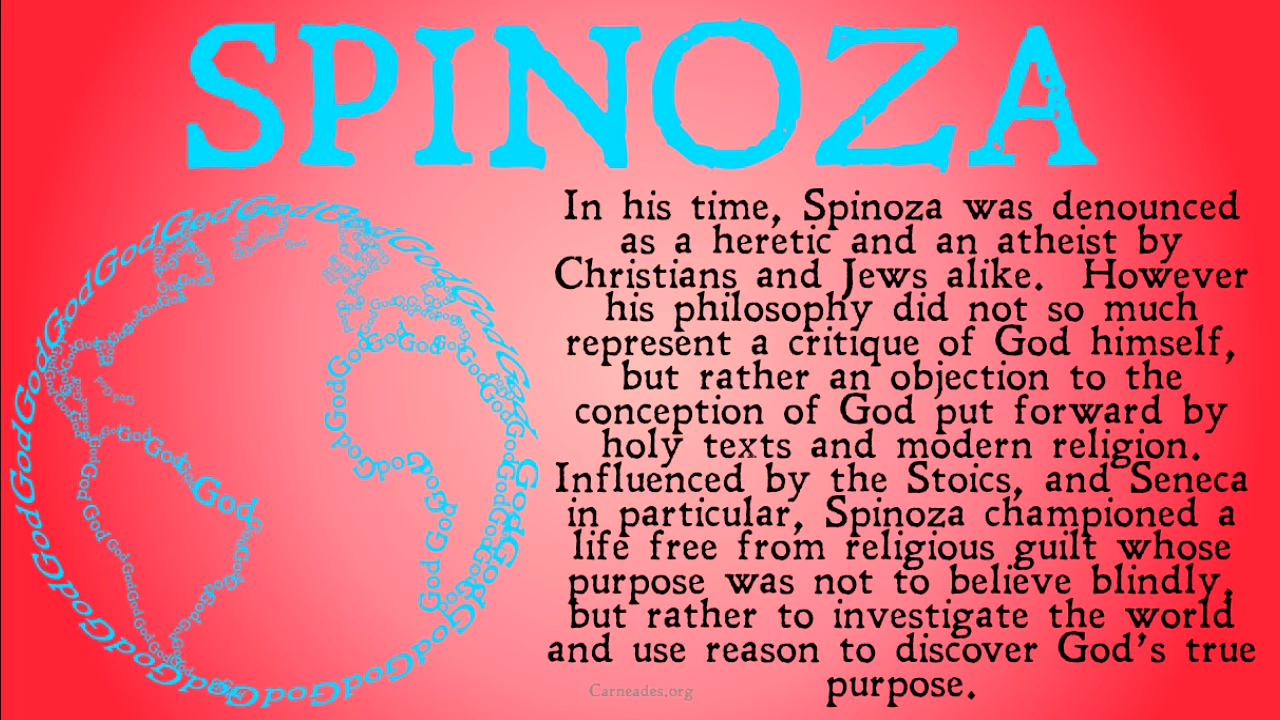 SPINOZA
In his time, Spinoza was denounced
as a heretic and an atheist by
Christians and Jews alike. However
his philosophy did not so much
represent a critique of God himself,
but rather an objection to the
conception of God put forward by
holy texts and modern religion.
Influenced by the Stoics, and Seneca
in particular, Spinoza championed a
life free from religious guilt whose
purpose was not to believe blindly,
but rather to investigate the world
and use reason to discover God's true
purpose.
Carneades.org
God